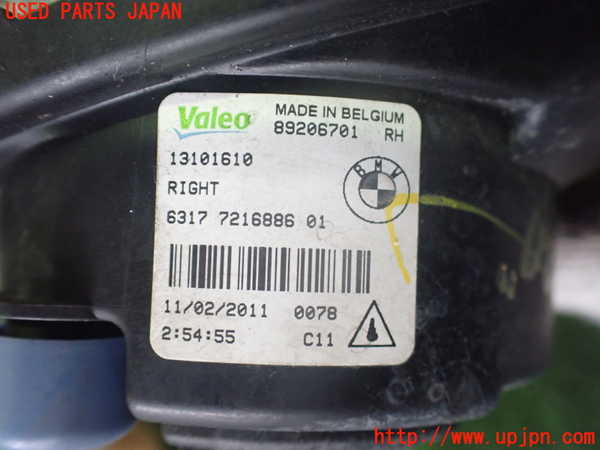 USED PARTS JAPAN
Valeo
MADE IN BELGIUM
89206701 RH
13101610
BMW
RIGHT
6317 7216886 01
11/02/2011 0078
2:54:55 C11
http://www.upjpn.com/